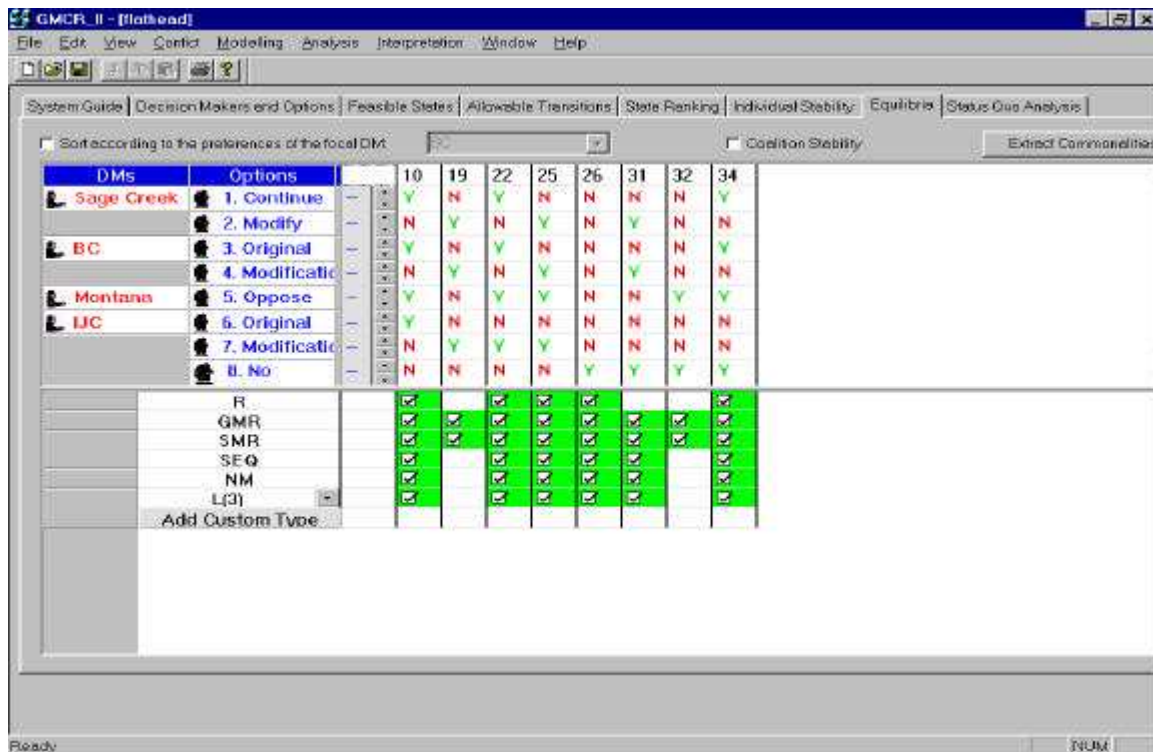 GMCR_II - [flathead]
File Edit View Conflict Modelling Analysis Interpretation Window Help
System Guide Decision Makers and Options Feasible States Allowable Transitions State Ranking Individual Stability Equilibria Status Quo Analysis
Sort according to the preferences of the focal DM: BC Coalition Stability Extract Commonalities
DMs Options 10 19 22 25 26 31 32 34
Sage Creek 1. Continue – Y N Y N N N N Y
2. Modify – N Y N Y N Y N N
BC 3. Original – Y N Y N N N N Y
4. Modificatic – N Y N Y N Y N N
Montana 5. Oppose – Y N Y Y N N Y Y
IJC 6. Original – Y N N N N N N N
7. Modificatic – N Y Y Y N N N N
8. No – N N N N Y Y Y Y
R
GMR
SMR
SEQ
NM
L(3)
Add Custom Type
Ready NUM